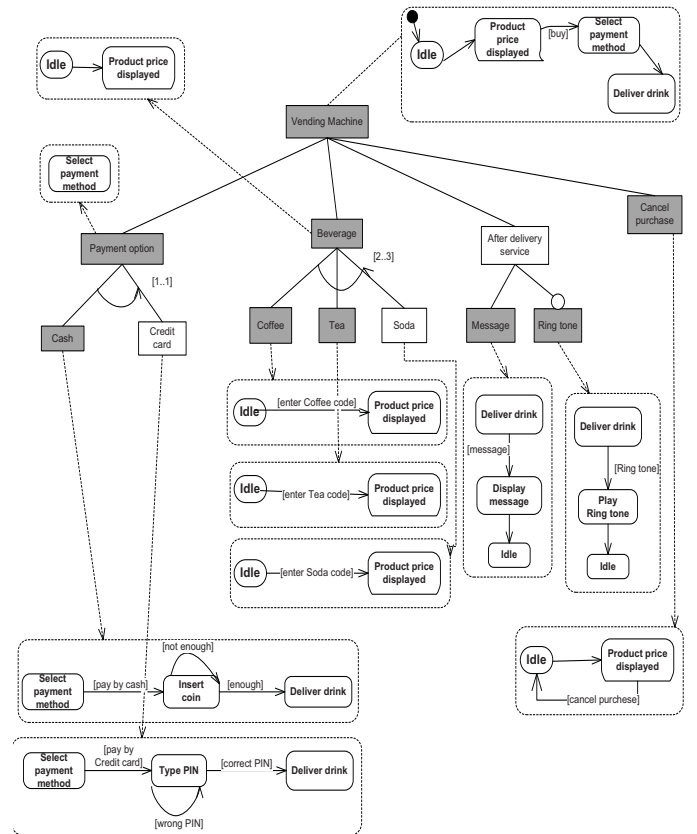 Idle
Product price
displayed
Idle
Product
price
displayed
[buy]
Select
payment
method
Deliver drink
Vending Machine
Select
payment
method
Payment option
Beverage
After delivery
service
Cancel
purchase
[1..1]
[2..3]
Cash
Credit
card
Coffee
Tea
Soda
Message
Ring tone
Idle
[enter Coffee code]
Product price
displayed
Idle
[enter Tea code]
Product price
displayed
Idle
[enter Soda code]
Product price
displayed
Deliver drink
[message]
Display
message
Idle
Deliver drink
[Ring tone]
Play
Ring tone
Idle
Idle
Product price
displayed
[cancel purchese]
Select
payment
method
[pay by cash]
[not enough]
Insert
coin
[enough]
Deliver drink
Select
payment
method
[pay by
Credit card]
Type PIN
[correct PIN]
Deliver drink
[wrong PIN]